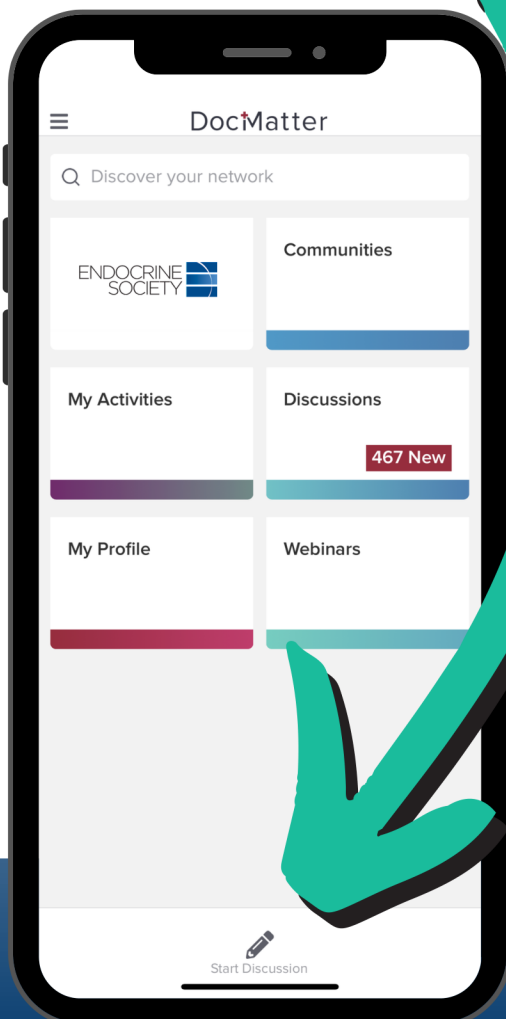 DocMatter
Discover your network
ENDOCRINE
SOCIETY
Communities
My Activities
Discussions
467 New
My Profile
Webinars
Start Discussion